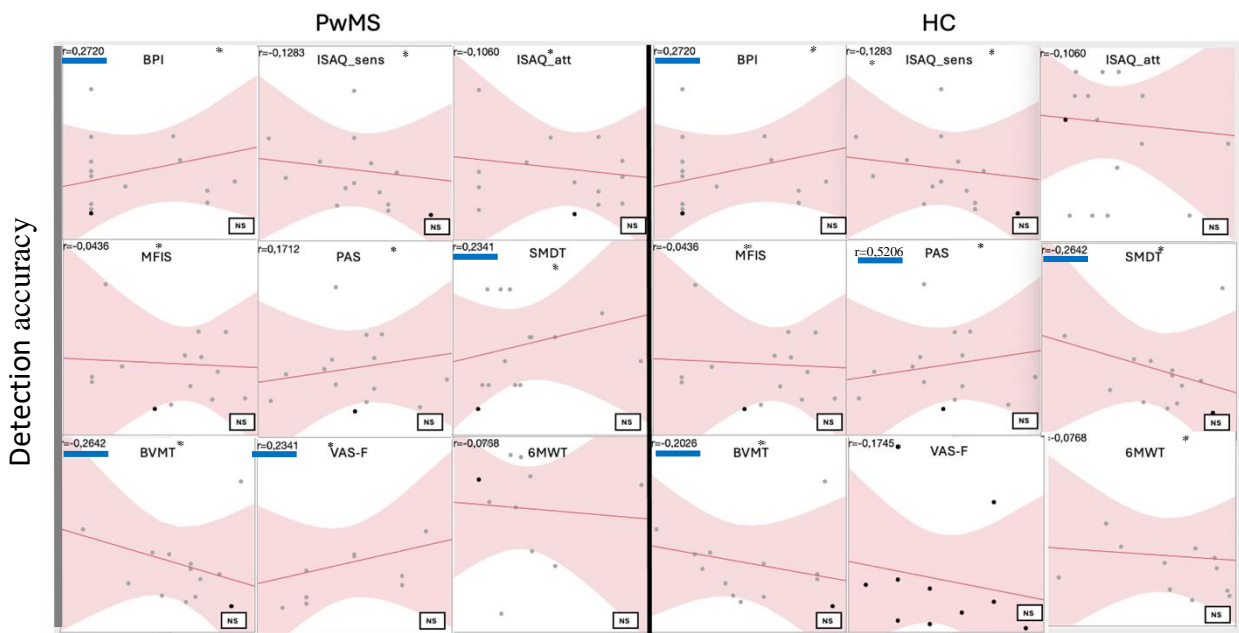 PwMS HC
r=0,2720 * r=-0,1283 * r=-0,1060 * r=0,2720 * r=-0,1283 * r=-0,1060
BPI ISAQ_sens ISAQ_att BPI ISAQ_sens ISAQ_att
*
NS NS NS NS NS NS
Detection accuracy
r=-0,0436 * r=0,1712 * r=0,2341 r=-0,0436 * r=0,5206 * r=-0,2642 *
MFIS PAS SMDT MFIS PAS SMDT
*
NS NS NS NS NS NS
r=-0,2642 * r=0,2341 * r=-0,0768 r=-0,2026 * r=-0,1745 * :-0,0768 *
BVMT VAS-F 6MWT BVMT VAS-F 6MWT
NS NS NS NS NS NS